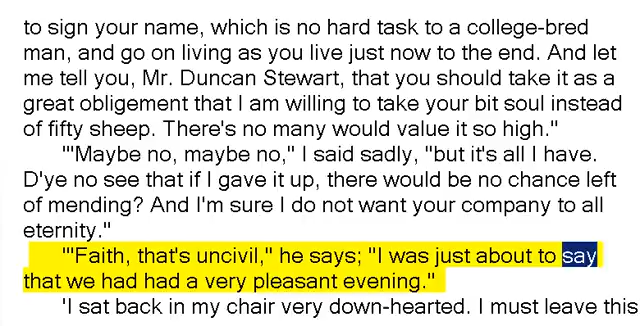 to sign your name, which is no hard task to a college-bred
man, and go on living as you live just now to the end. And let
me tell you, Mr. Duncan Stewart, that you should take it as a
great obligement that I am willing to take your bit soul instead
of fifty sheep. There's no many would value it so high."
"'Maybe no, maybe no," I said sadly, "but it's all I have.
D'ye no see that if I gave it up, there would be no chance left
of mending? And I'm sure I do not want your company to all
eternity."
"'Faith, that's uncivil," he says; "I was just about to say
that we had had a very pleasant evening."
'I sat back in my chair very down-hearted. I must leave this